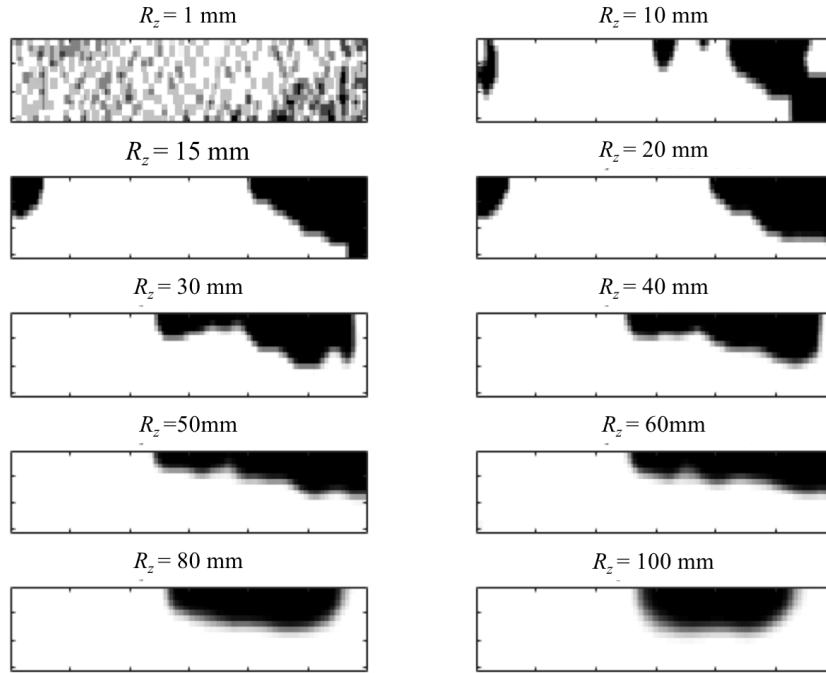 R_z = 1 mm
R_z = 10 mm
R_z = 15 mm
R_z = 20 mm
R_z = 30 mm
R_z = 40 mm
R_z =50mm
R_z = 60mm
R_z = 80 mm
R_z = 100 mm